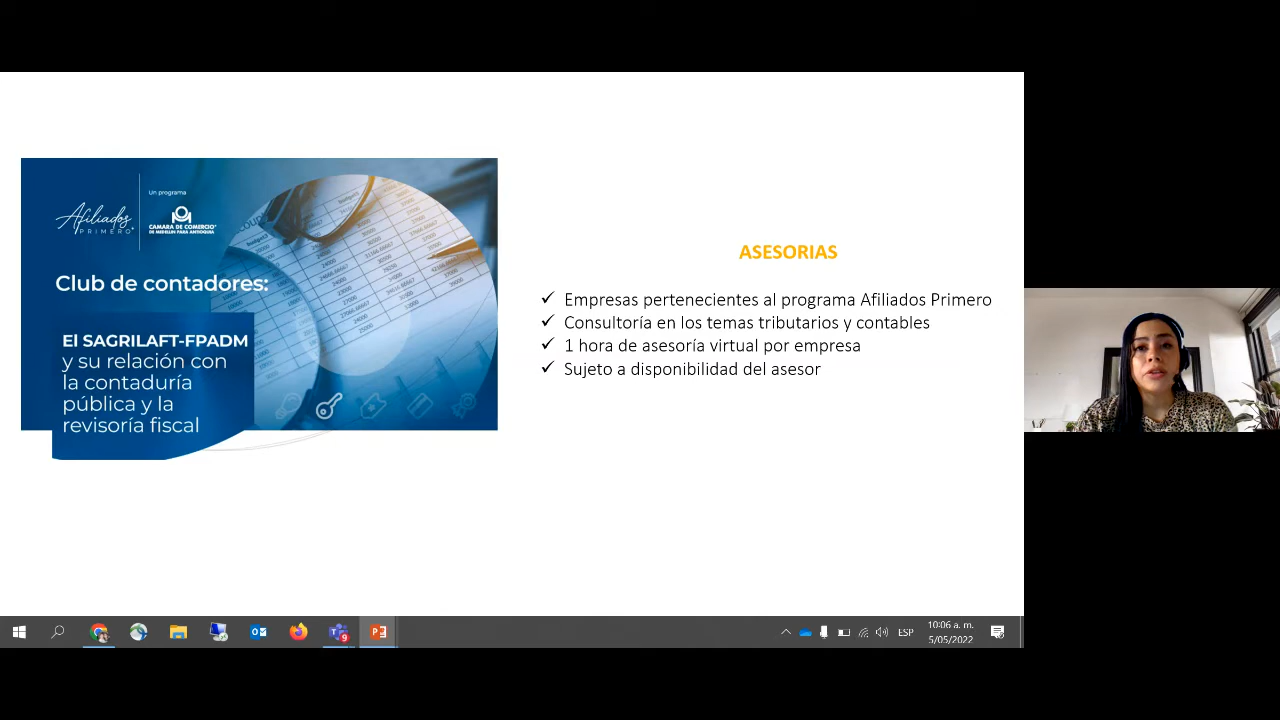 Afiliados
PRIMERO
Un programa
CAMARA DE COMERCIO
DE MEDELLIN PARA ANTIOQUIA
Club de contadores:
El SAGRILAFT-FPADM
y su relación con
la contaduría
pública y la
revisoría fiscal
ASESORIAS
✓ Empresas pertenecientes al programa Afiliados Primero
✓ Consultoría en los temas tributarios y contables
✓ 1 hora de asesoría virtual por empresa
✓ Sujeto a disponibilidad del asesor
ESP
10:06 a. m.
5/05/2022